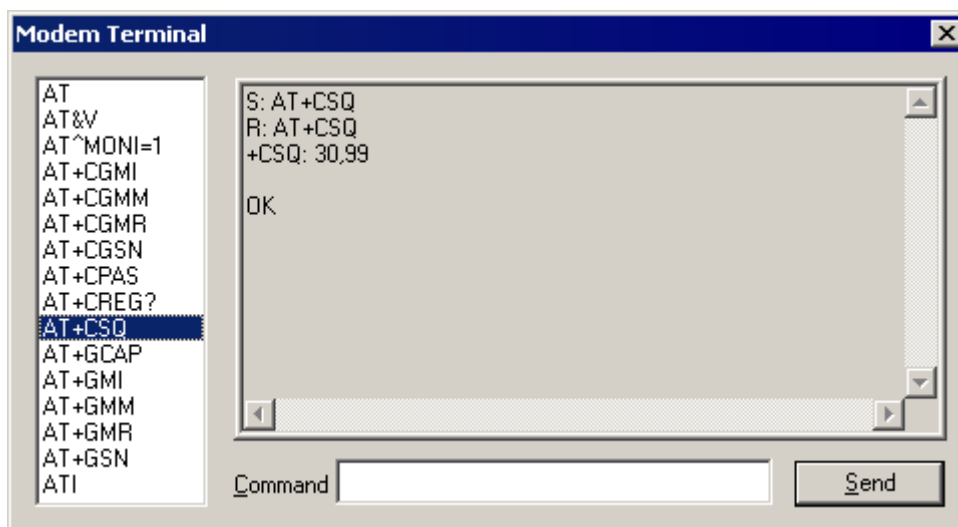 Modem Terminal
AT
AT&V
AT^MONI=1
AT+CGMI
AT+CGMM
AT+CGMR
AT+CGSN
AT+CPAS
AT+CREG?
AT+CSQ
AT+GCAP
AT+GMI
AT+GMM
AT+GMR
AT+GSN
ATI
S: AT+CSQ
R: AT+CSQ
+CSQ: 30,99
OK
Command
Send